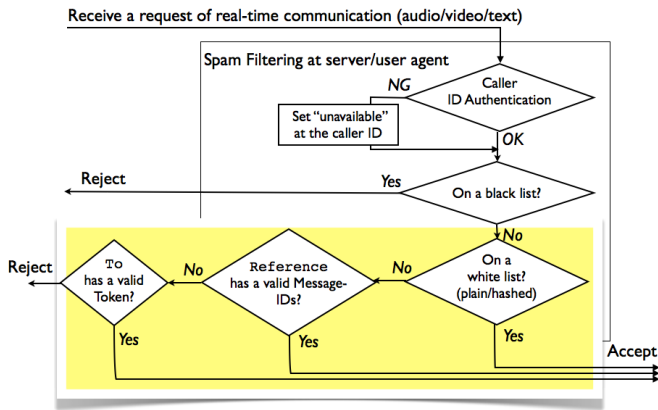 Receive a request of real-time communication (audio/video/text)
Spam Filtering at server/user agent
NG
Caller
ID Authentication
Set “unavailable”
at the caller ID
OK
Reject
Yes
On a black list?
No
Reject
To
has a valid
Token?
No
Reference
has a valid Message-
IDs?
No
On a
white list?
(plain/hashed)
Yes
Yes
Yes
Accept